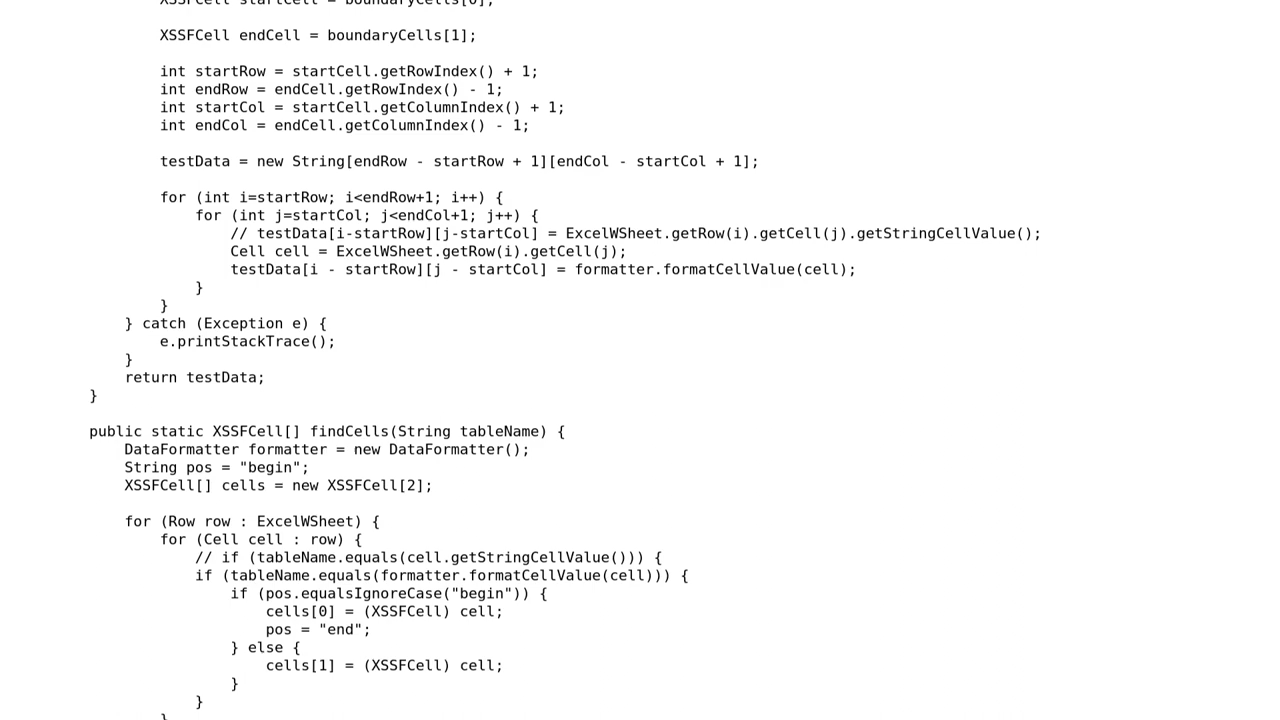 XSSFCell startCell = boundaryCells[0];
XSSFCell endCell = boundaryCells[1];
int startRow = startCell.getRowIndex() + 1;
int endRow = endCell.getRowIndex() - 1;
int startCol = startCell.getColumnIndex() + 1;
int endCol = endCell.getColumnIndex() - 1;
testData = new String[endRow - startRow + 1][endCol - startCol + 1];
for (int i=startRow; i<endRow+1; i++) {
for (int j=startCol; j<endCol+1; j++) {
// testData[i-startRow][j-startCol] = ExcelWSheet.getRow(i).getCell(j).getStringCellValue();
Cell cell = ExcelWSheet.getRow(i).getCell(j);
testData[i - startRow][j - startCol] = formatter.formatCellValue(cell);
}
}
} catch (Exception e) {
e.printStackTrace();
}
return testData;
}
public static XSSFCell[] findCells(String tableName) {
DataFormatter formatter = new DataFormatter();
String pos = "begin";
XSSFCell[] cells = new XSSFCell[2];
for (Row row : ExcelWSheet) {
for (Cell cell : row) {
// if (tableName.equals(cell.getStringCellValue())) {
if (tableName.equals(formatter.formatCellValue(cell))) {
if (pos.equalsIgnoreCase("begin")) {
cells[0] = (XSSFCell) cell;
pos = "end";
} else {
cells[1] = (XSSFCell) cell;
}
}
}